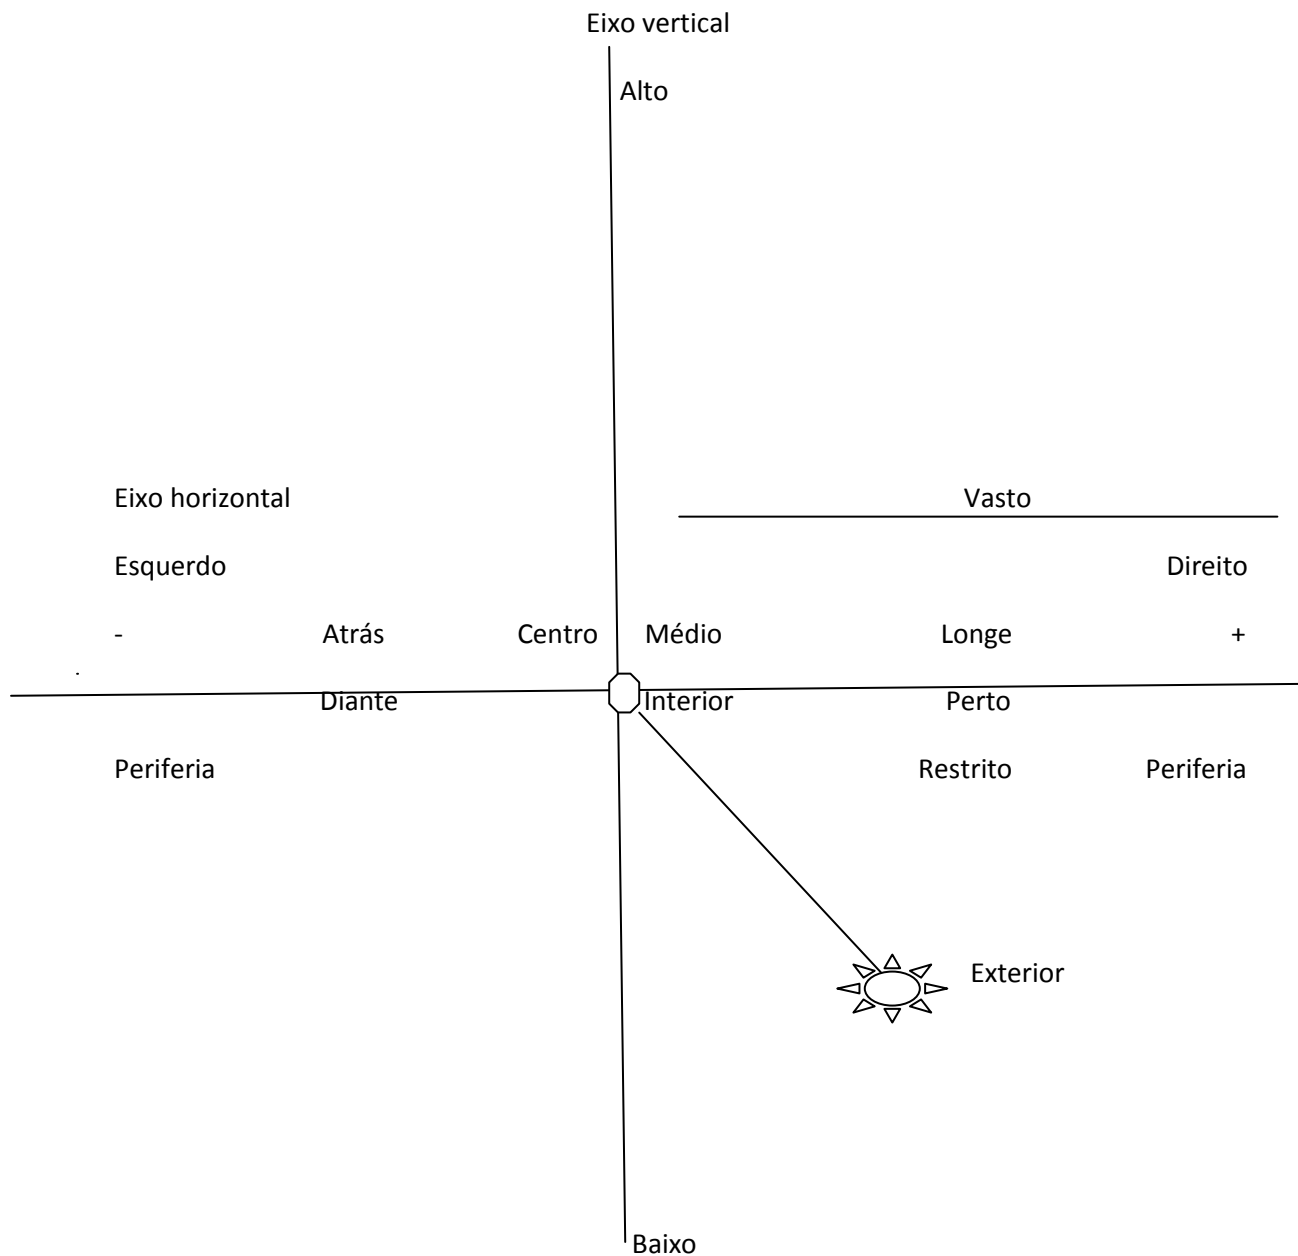 Eixo vertical
Alto
Eixo horizontal Vasto
Esquerdo Direito
- Atrás Centro Médio Longe +
Diante Interior Perto
Periferia Restrito Periferia
Exterior
Baixo